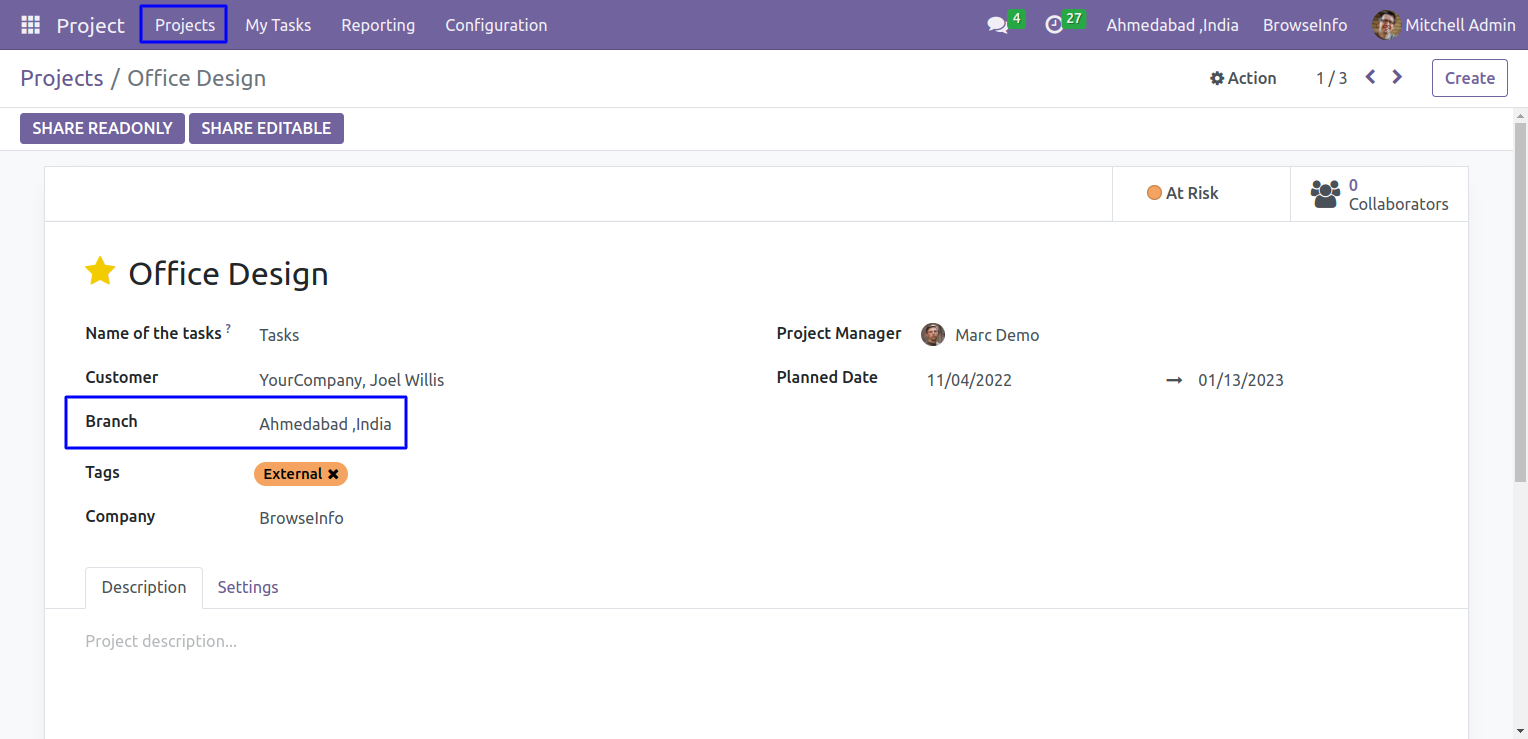 Project Projects My Tasks Reporting Configuration 4 27 Ahmedabad ,India BrowseInfo Mitchell Admin
Projects / Office Design Action 1 / 3 Create
SHARE READONLY SHARE EDITABLE
At Risk
0
Collaborators
Office Design
Name of the tasks ? Tasks Project Manager Marc Demo
Customer YourCompany, Joel Willis Planned Date 11/04/2022 → 01/13/2023
Branch Ahmedabad ,India
Tags External ✖
Company BrowseInfo
Description Settings
Project description...